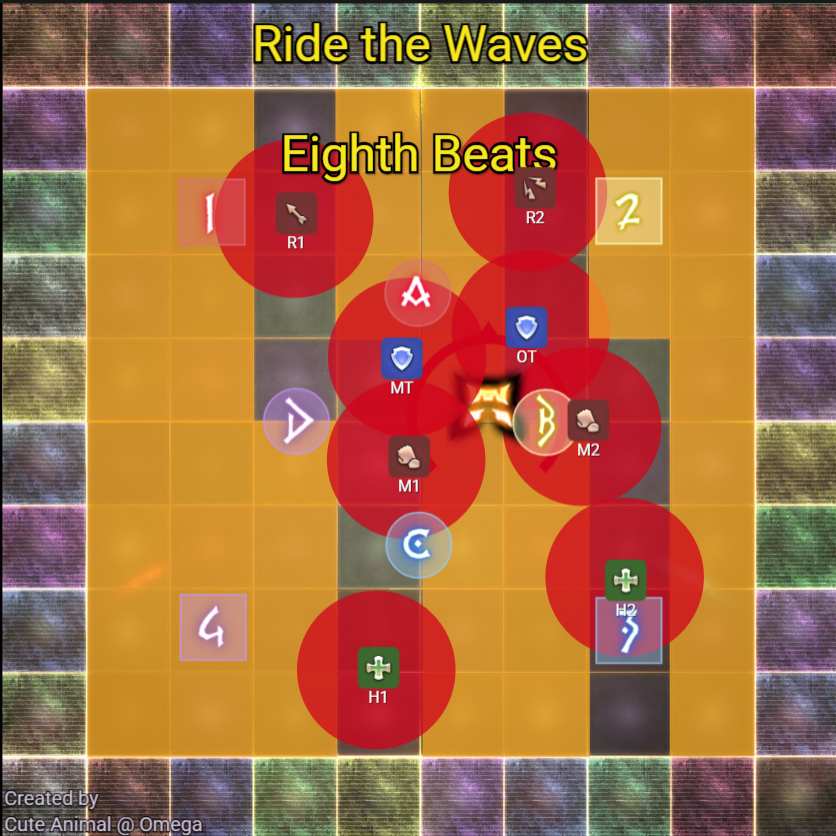 Ride the Waves
Eighth Beats
1
2
R1
R2
A
OT
MT
B
D
M2
M1
C
H2
4
3
H1
Created by
Cute Animal @ Omega